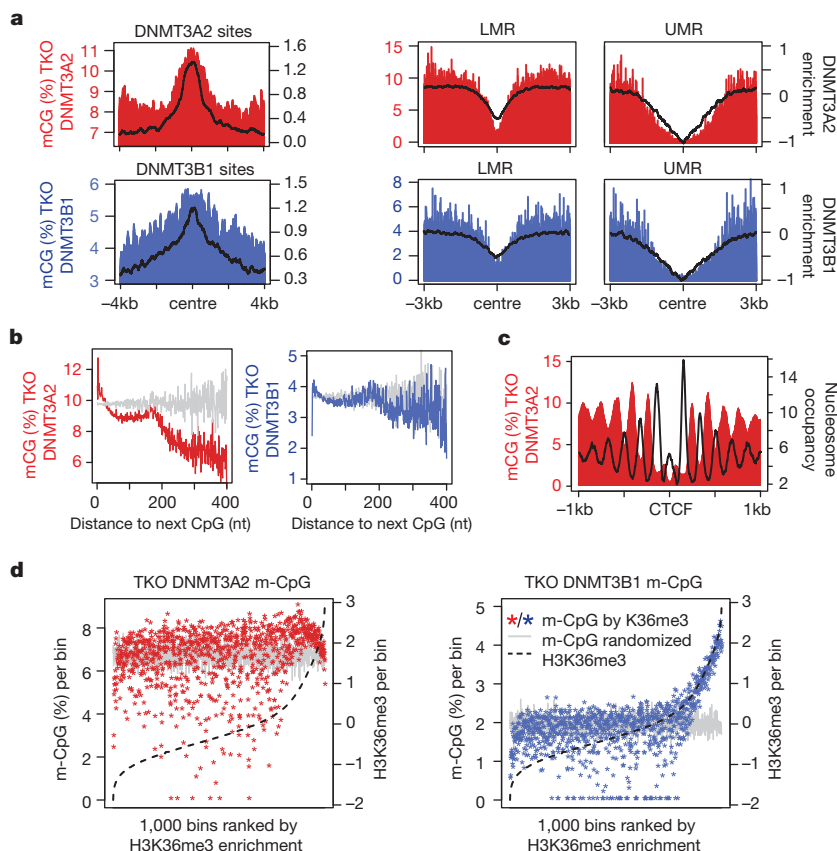 a
DNMT3A2 sites
mCG (%) TKO
DNMT3A2
11
10
9
8
7
1.6
1.2
0.8
0.4
0.0
LMR
15
10
5
0
UMR
1
0
−1
DNMT3A2
enrichment
DNMT3B1 sites
mCG (%) TKO
DNMT3B1
6
5
4
3
1.5
1.2
0.9
0.6
0.3
−4kb
centre
4kb
LMR
8
6
4
2
0
−3kb
centre
3kb
UMR
1
0
−1
−3kb
centre
3kb
DNMT3B1
enrichment
b
mCG (%) TKO
DNMT3A2
12
10
8
6
0
200
400
Distance to next CpG (nt)
mCG (%) TKO
DNMT3B1
5
4
3
2
1
0
200
400
Distance to next CpG (nt)
c
mCG (%) TKO
DNMT3A2
15
10
5
0
14
10
6
2
Nucleosome
occupancy
−1kb
CTCF
1kb
d
TKO DNMT3A2 m-CpG
m-CpG (%) per bin
8
6
4
2
0
3
2
1
0
−1
−2
H3K36me3 per bin
1,000 bins ranked by
H3K36me3 enrichment
TKO DNMT3B1 m-CpG
m-CpG (%) per bin
5
4
3
2
1
0
*/* m-CpG by K36me3
m-CpG randomized
H3K36me3
3
2
1
0
−1
−2
H3K36me3 per bin
1,000 bins ranked by
H3K36me3 enrichment